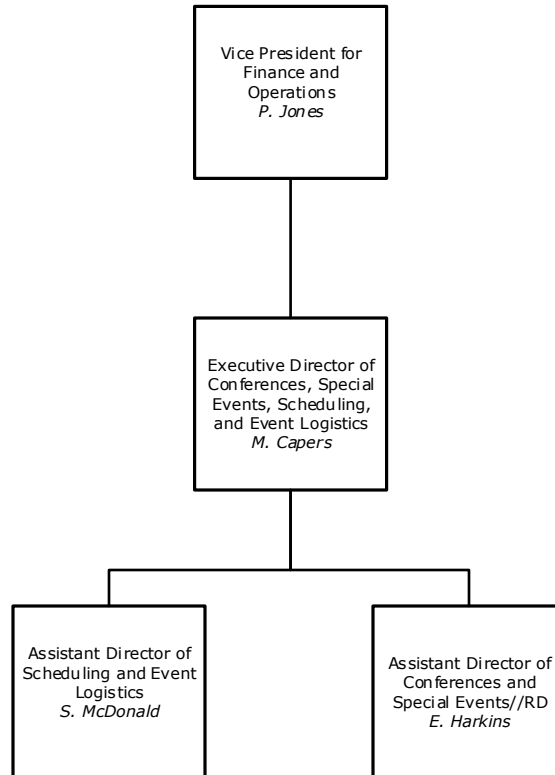 Vice President for
Finance and
Operations
P. Jones
Executive Director of
Conferences, Special
Events, Scheduling,
and Event Logistics
M. Capers
Assistant Director of
Scheduling and Event
Logistics
S. McDonald
Assistant Director of
Conferences and
Special Events//RD
E. Harkins